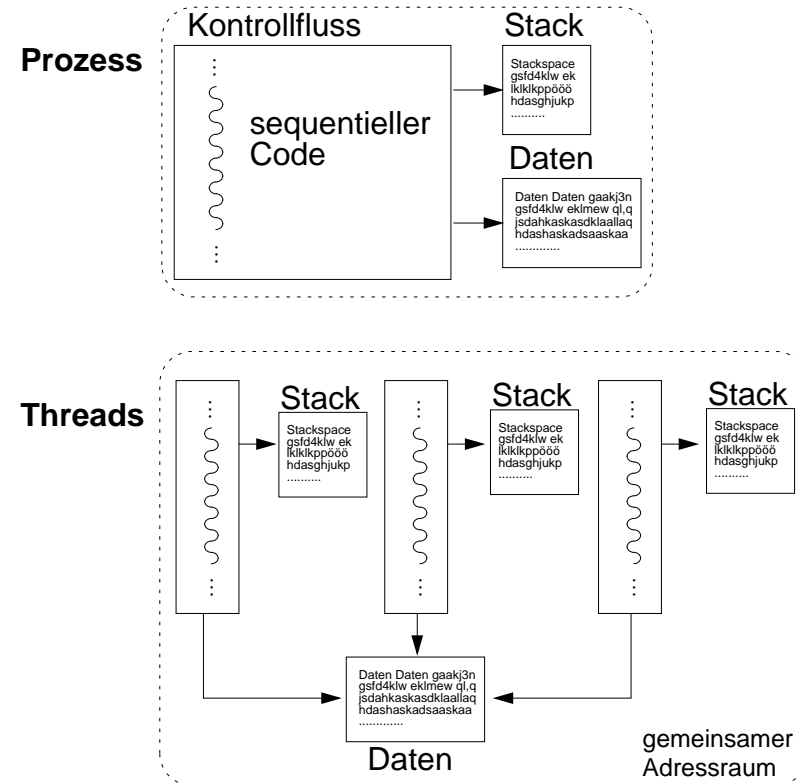 Kontrollfluss
Stack
Prozess
...
Stackspace
gsfd4klw ek
lklklkppööö
hdasghjukp
..........
sequentieller
Code
Daten
Daten Daten gaakj3n
gsfd4klw eklmew ql,q
jsdahkaskasdklaallaq
hdashaskadsaaskaa
.............
...
Threads
...
Stack
Stackspace
gsfd4klw ek
lklklkppööö
hdasghjukp
..........
...
...
Stack
Stackspace
gsfd4klw ek
lklklkppööö
hdasghjukp
..........
...
...
Stack
Stackspace
gsfd4klw ek
lklklkppööö
hdasghjukp
..........
...
Daten Daten gaakj3n
gsfd4klw eklmew ql,q
jsdahkaskasdklaallaq
hdashaskadsaaskaa
.............
Daten
gemeinsamer
Adressraum